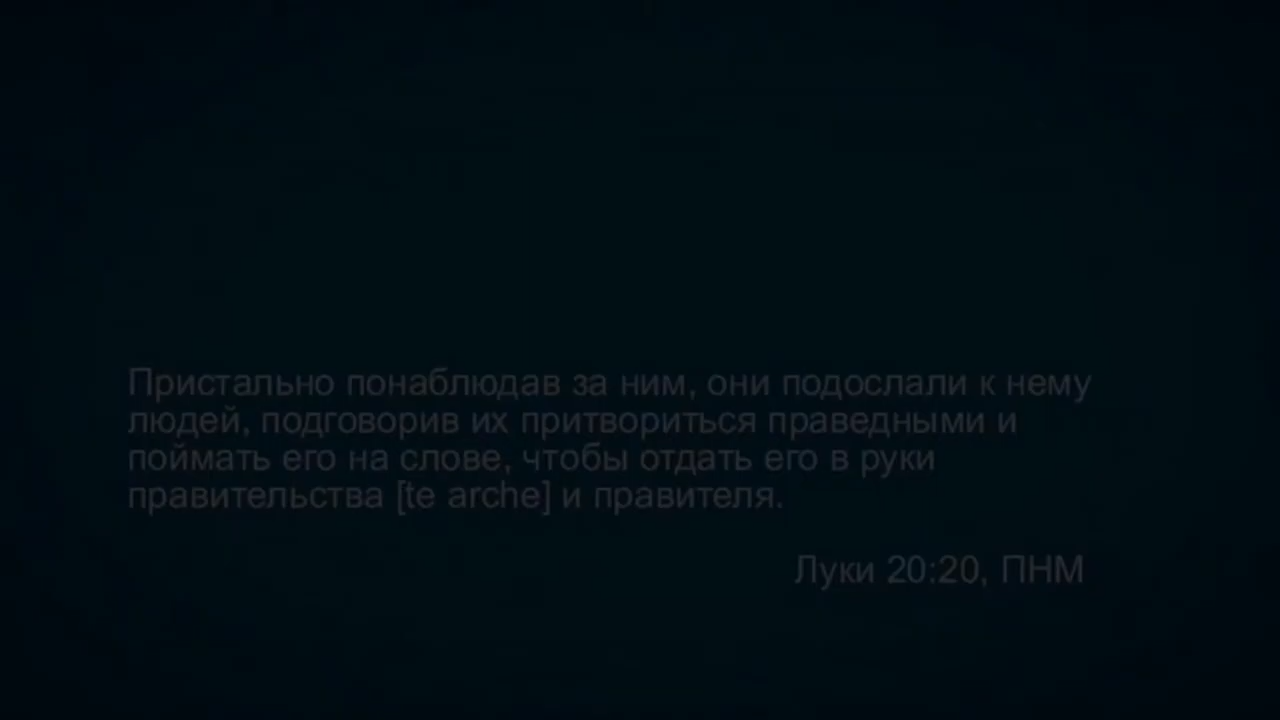 Пристально понаблюдав за ним, они подослали к нему
людей, подговорив их притвориться праведными и
поймать его на слове, чтобы отдать его в руки
правительства [te arche] и правителя.
Луки 20:20, ПНМ